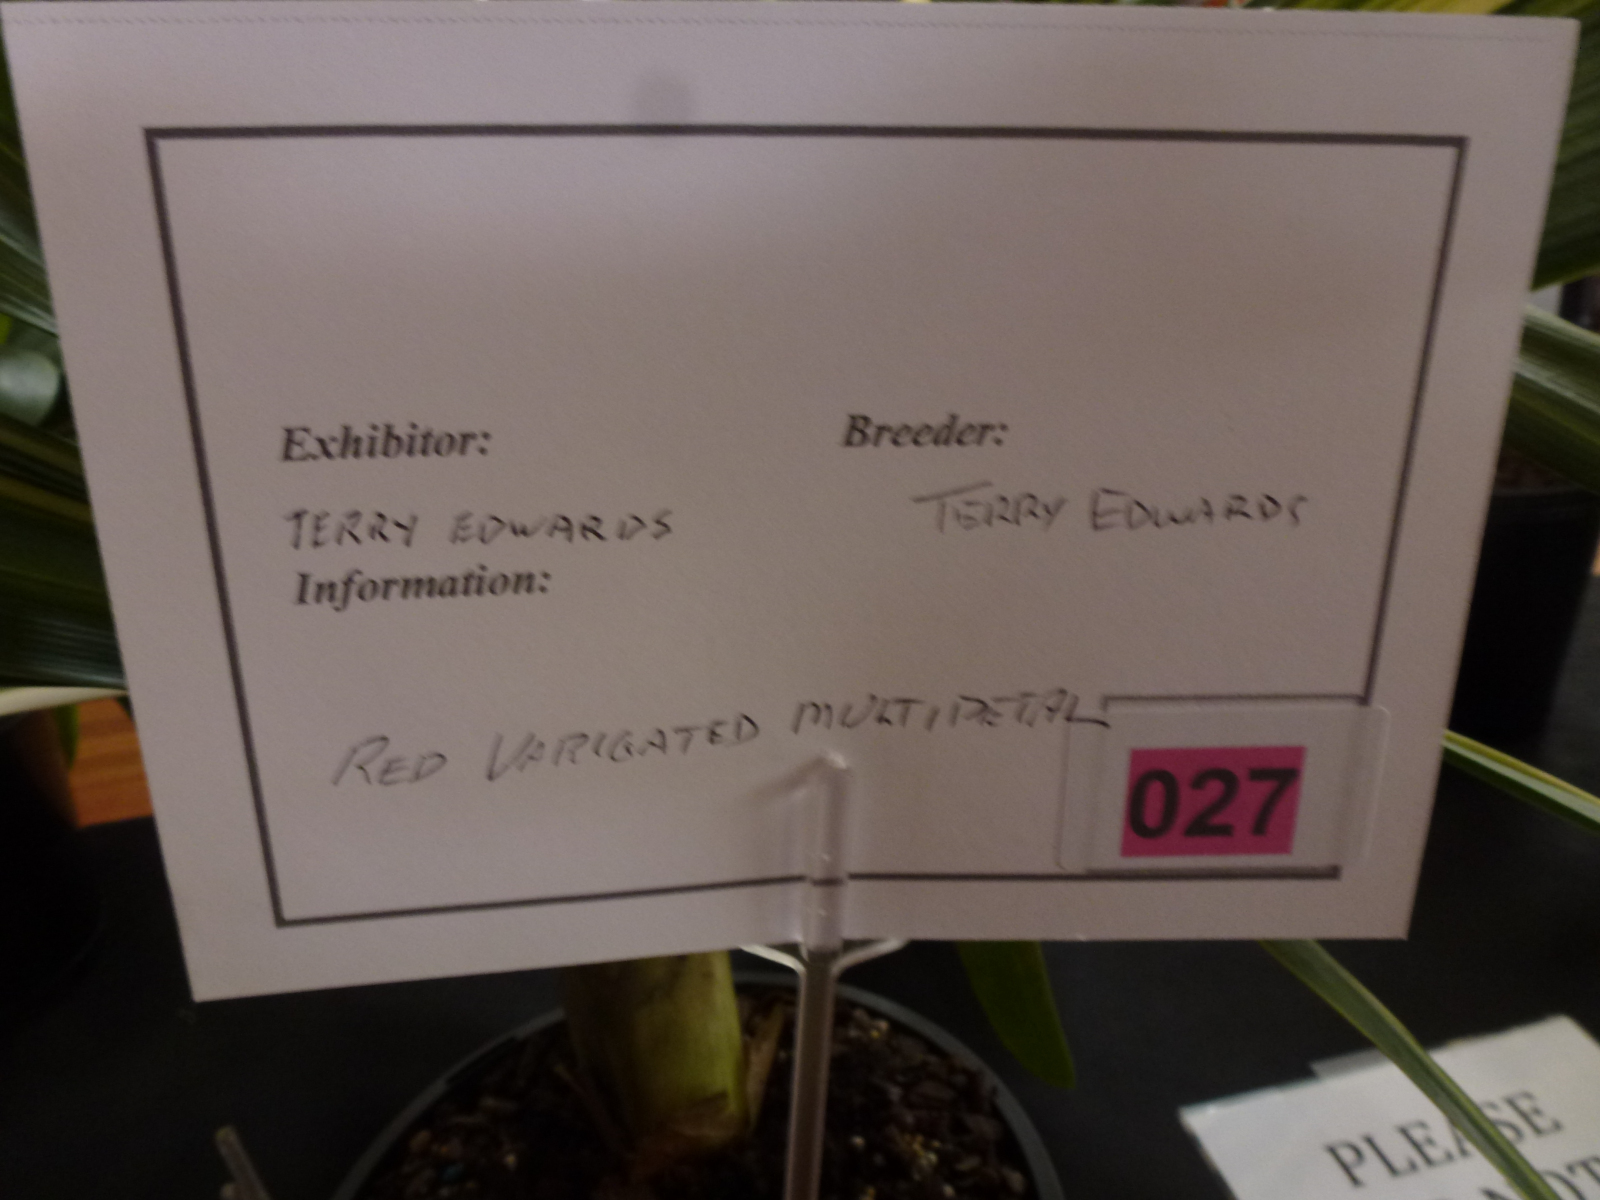 Exhibitor:
Breeder:
TERRY EDWARDS
TERRY EDWARDS
Information:
RED VARIGATED MULTIPETAL
027
PLEASE